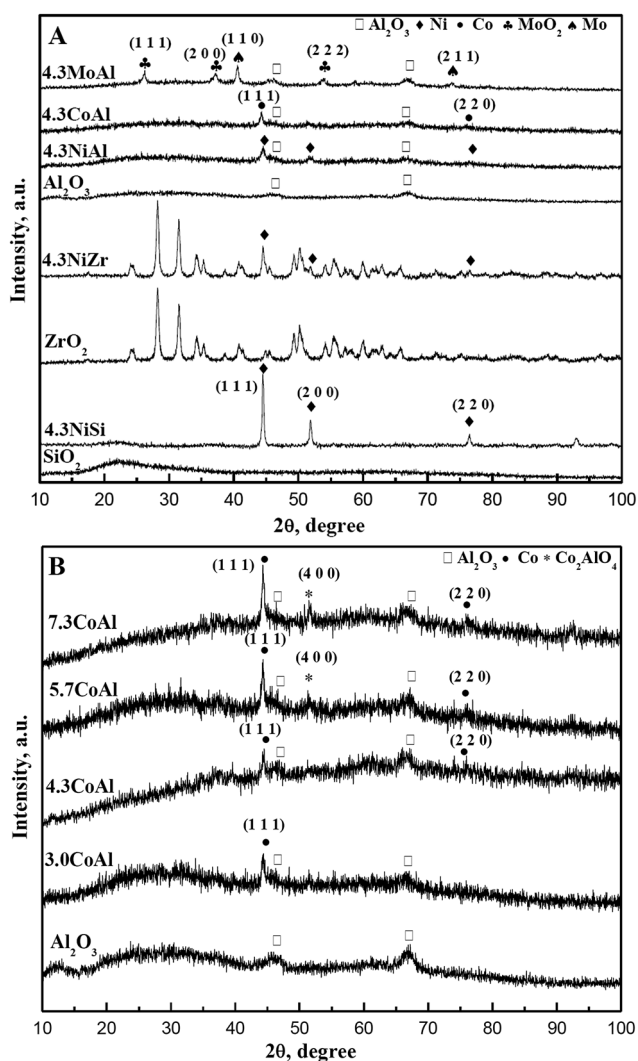 A
□ Al₂O₃ ♦ Ni • Co ♣ MoO₂ ♠ Mo
(1 1 1)
(2 0 0)
(1 1 0)
(2 2 2)
(2 1 1)
4.3MoAl
(1 1 1)
(2 2 0)
4.3CoAl
4.3NiAl
Al₂O₃
4.3NiZr
ZrO₂
(1 1 1)
(2 0 0)
(2 2 0)
4.3NiSi
SiO₂
Intensity, a.u.
10 20 30 40 50 60 70 80 90 100
2θ, degree
B
□ Al₂O₃ • Co * Co₂AlO₄
(1 1 1)
(4 0 0)
(2 2 0)
7.3CoAl
(1 1 1)
(4 0 0)
(2 2 0)
5.7CoAl
(1 1 1)
(2 2 0)
4.3CoAl
(1 1 1)
3.0CoAl
Al₂O₃
Intensity, a.u.
10 20 30 40 50 60 70 80 90 100
2θ, degree